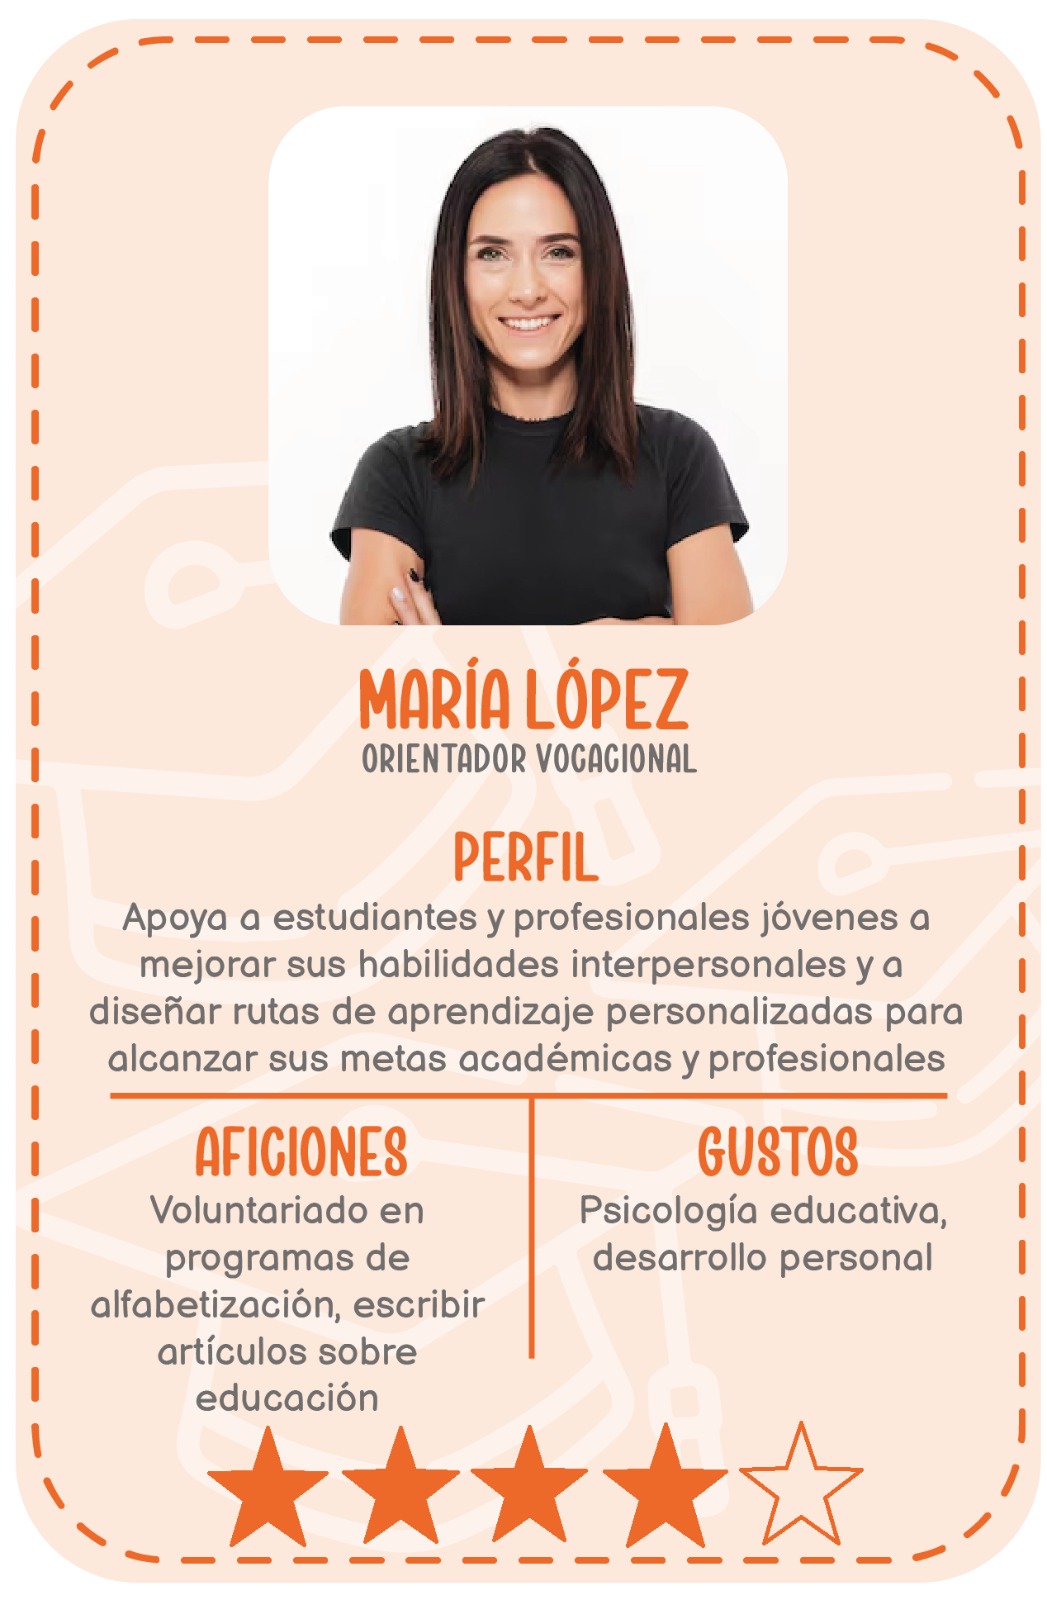 MARÍA LÓPEZ
ORIENTADOR VOCACIONAL
PERFIL
Apoya a estudiantes y profesionales jóvenes a
mejorar sus habilidades interpersonales y a
diseñar rutas de aprendizaje personalizadas para
alcanzar sus metas académicas y profesionales
AFICIONES
Voluntariado en
programas de
alfabetización, escribir
artículos sobre
educación
GUSTOS
Psicología educativa,
desarrollo personal